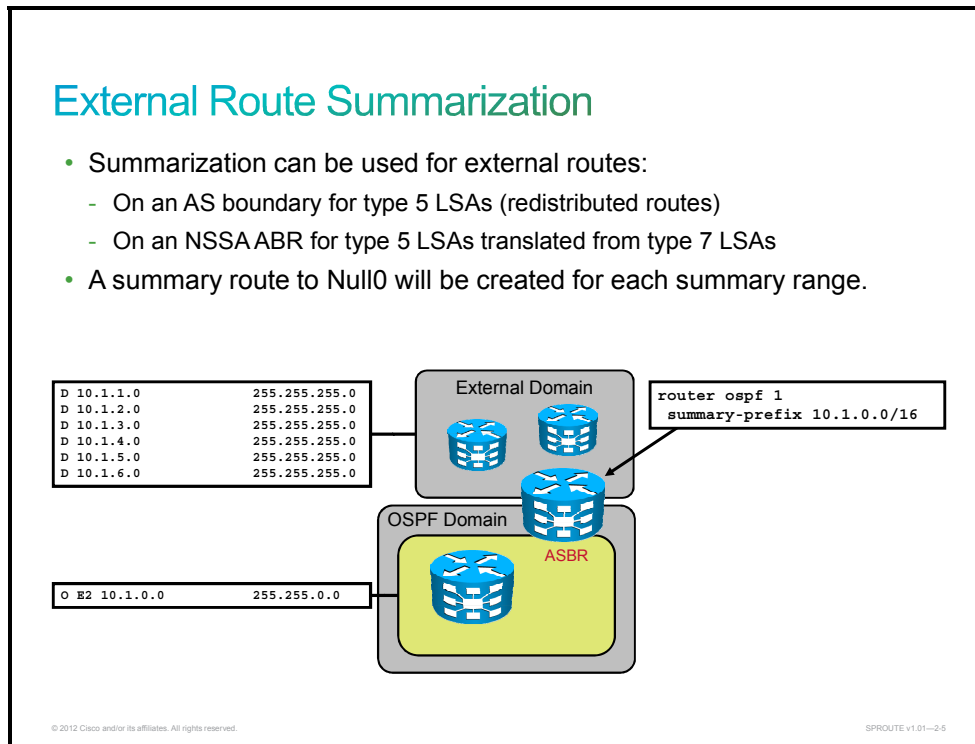 External Route Summarization
• Summarization can be used for external routes:
- On an AS boundary for type 5 LSAs (redistributed routes)
- On an NSSA ABR for type 5 LSAs translated from type 7 LSAs
• A summary route to Null0 will be created for each summary range.
D 10.1.1.0 255.255.255.0
D 10.1.2.0 255.255.255.0
D 10.1.3.0 255.255.255.0
D 10.1.4.0 255.255.255.0
D 10.1.5.0 255.255.255.0
D 10.1.6.0 255.255.255.0
External Domain
router ospf 1
summary-prefix 10.1.0.0/16
OSPF Domain
ASBR
O E2 10.1.0.0 255.255.0.0
© 2012 Cisco and/or its affiliates. All rights reserved.
SPROUTE v1.01—2-5